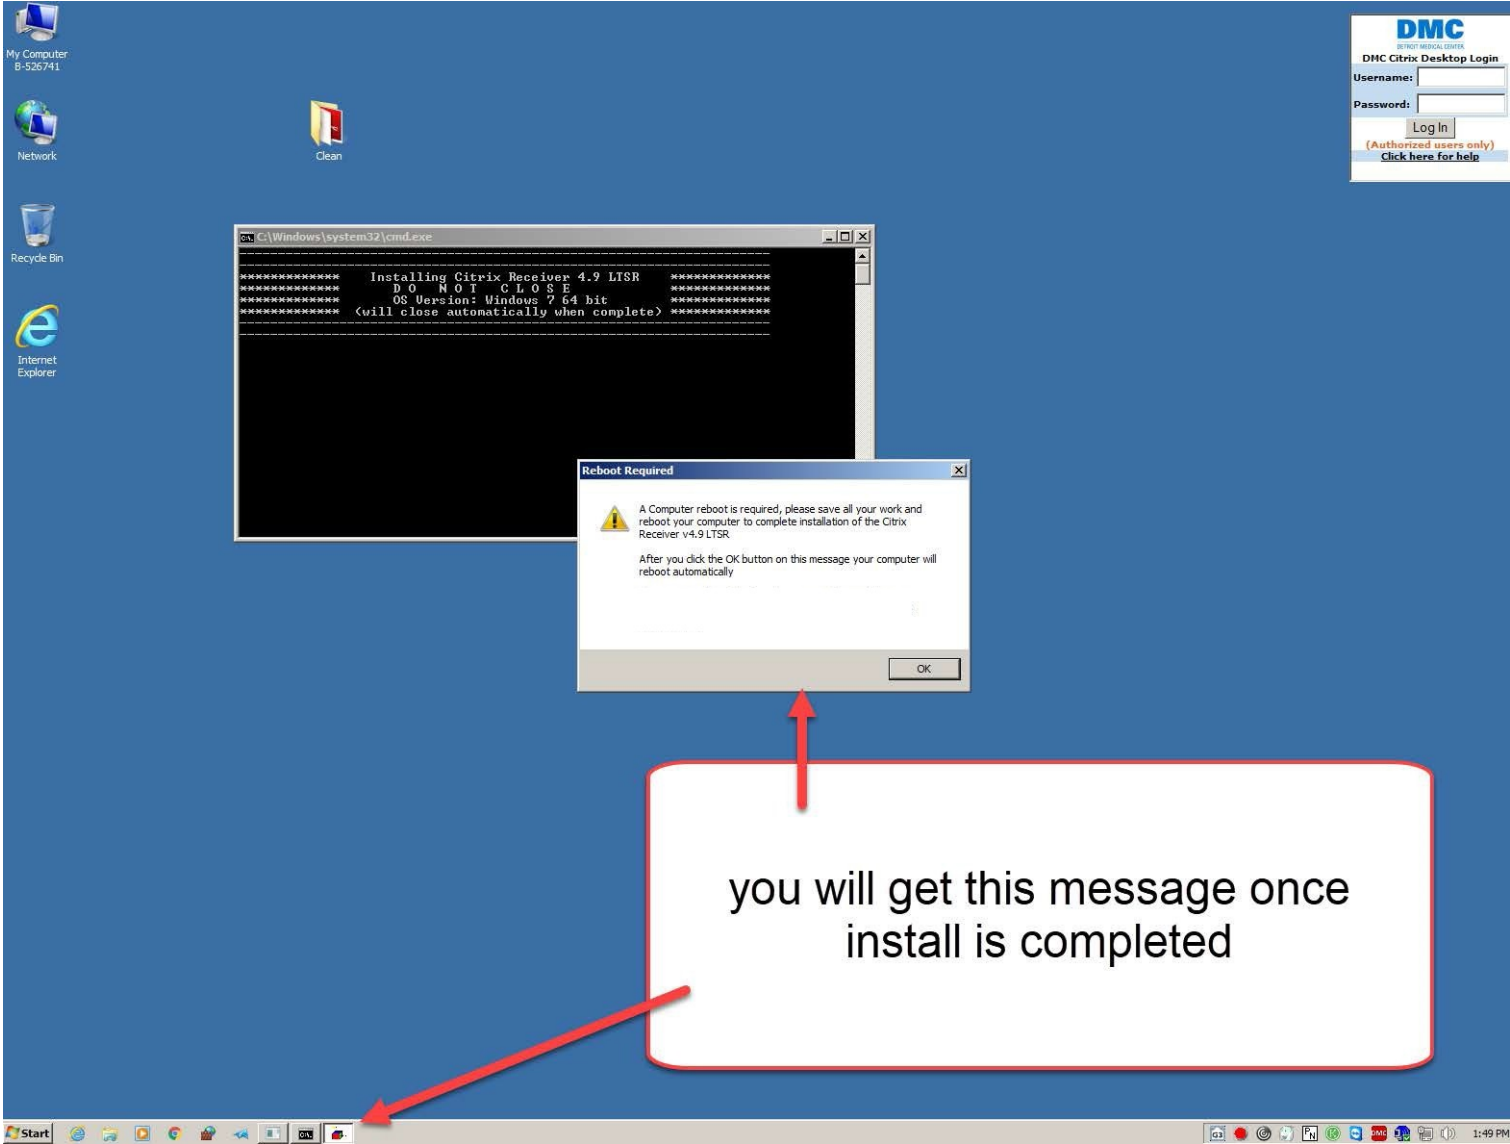 My Computer
B-526741
Network
Recycle Bin
Internet
Explorer
Clean
DMC
DETROIT MEDICAL CENTER
DMC Citrix Desktop Login
Username:
Password:
Log In
(Authorized users only)
Click here for help
C:\Windows\system32\cmd.exe
************* Installing Citrix Receiver 4.9 LTSR *************
************* D O   N O T   C L O S E *************
************* OS Version: Windows 7 64 bit *************
************* (will close automatically when complete) *************
Reboot Required
A Computer reboot is required, please save all your work and
reboot your computer to complete installation of the Citrix
Receiver v4.9 LTSR
After you click the OK button on this message your computer will
reboot automatically
OK
you will get this message once
install is completed
Start
1:49 PM